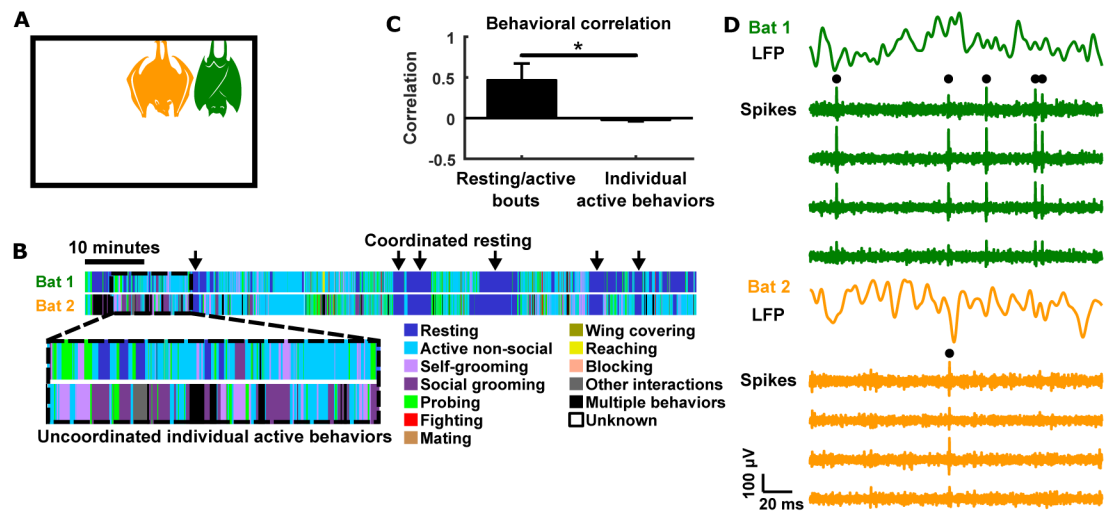 A
C
Behavioral correlation
*
1
0.5
0
-0.5
Correlation
Resting/active
bouts
Individual
active behaviors
B
10 minutes
Coordinated resting
Bat 1
Bat 2
Uncoordinated individual active behaviors
Resting
Active non-social
Self-grooming
Social grooming
Probing
Fighting
Mating
Wing covering
Reaching
Blocking
Other interactions
Multiple behaviors
Unknown
D
Bat 1
LFP
Spikes
Bat 2
LFP
Spikes
100 µV
20 ms